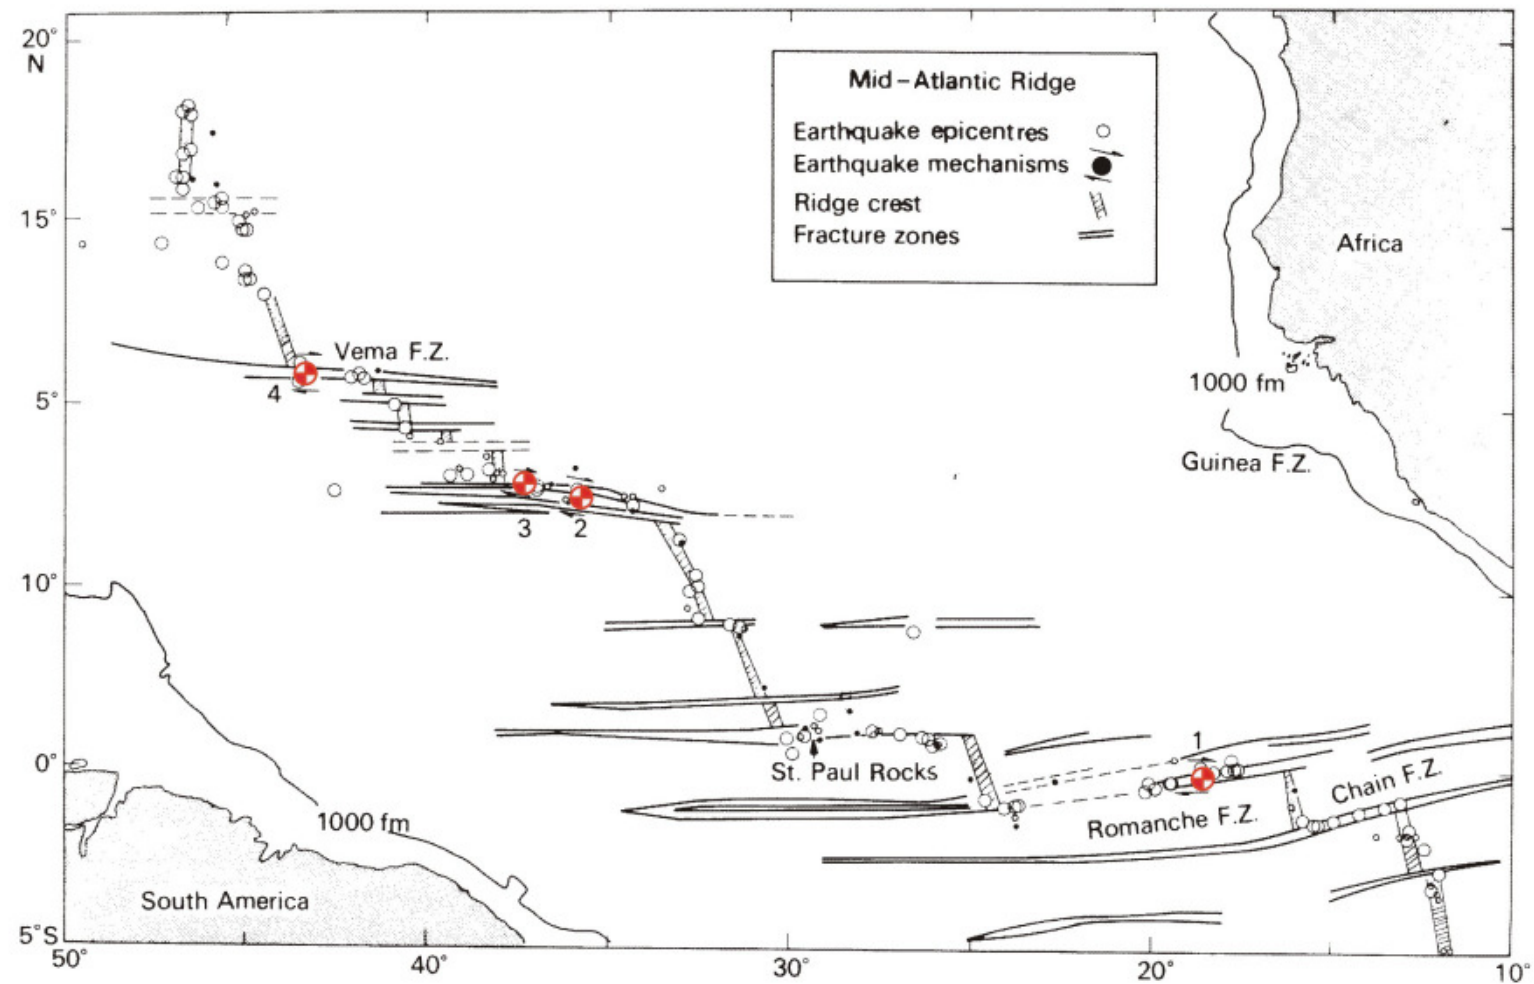 20°
N
Mid-Atlantic Ridge
Earthquake epicentres
Earthquake mechanisms
Ridge crest
Fracture zones
15°
Africa
Vema F.Z.
4
5°
1000 fm
Guinea F.Z.
3
2
10°
1
0°
St. Paul Rocks
Chain F.Z.
Romanche F.Z.
1000 fm
South America
5°S
50°
40°
30°
20°
10°